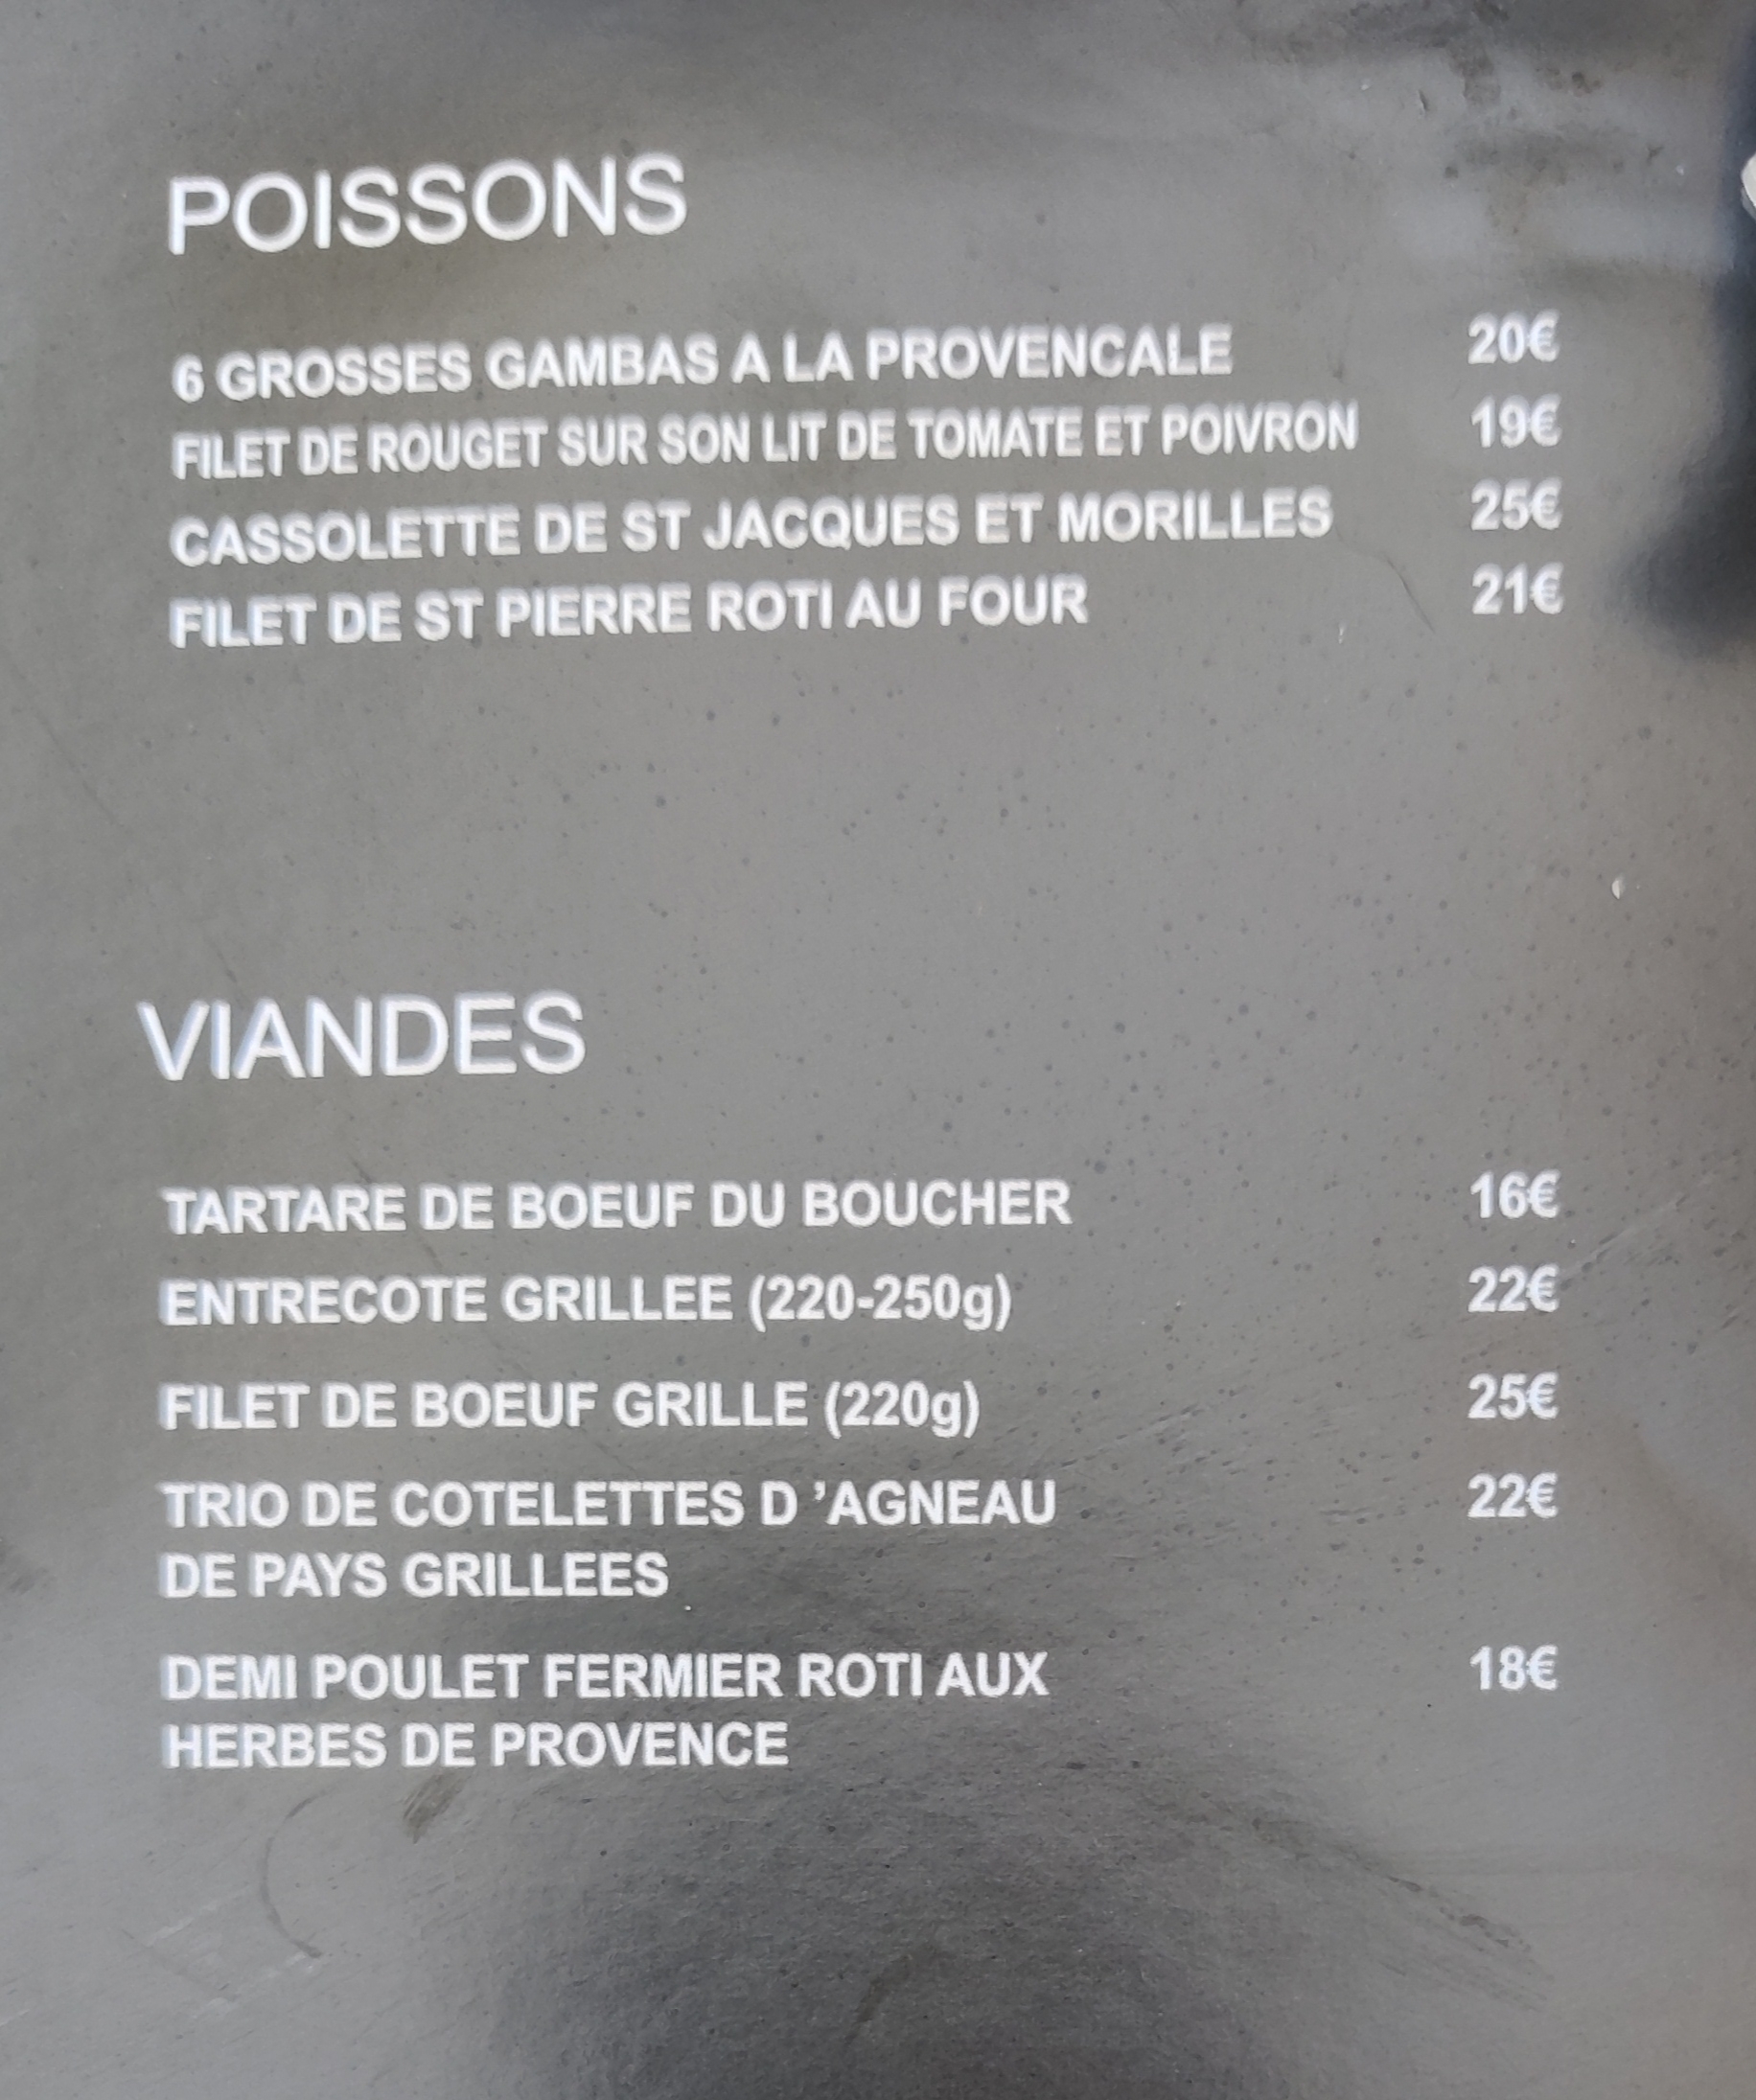 POISSONS
6 GROSSES GAMBAS A LA PROVENCALE 20€
FILET DE ROUGET SUR SON LIT DE TOMATE ET POIVRON 19€
CASSOLETTE DE ST JACQUES ET MORILLES 25€
FILET DE ST PIERRE ROTI AU FOUR 21€
VIANDES
TARTARE DE BOEUF DU BOUCHER 16€
ENTRECOTE GRILLEE (220-250g) 22€
FILET DE BOEUF GRILLE (220g) 25€
TRIO DE COTELETTES D ’AGNEAU 22€
DE PAYS GRILLEES
DEMI POULET FERMIER ROTI AUX 18€
HERBES DE PROVENCE